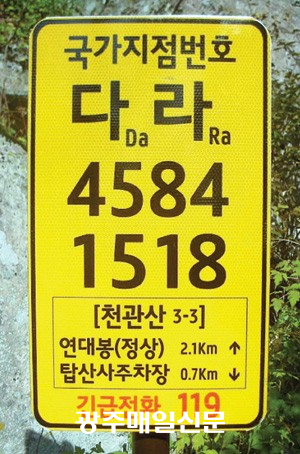 국가지점번호
다Da 라Ra
4584
1518
[천관산 3-3]
연대봉(정상) 2.1Km ↑
탑산사주차장 0.7Km ↓
긴급전화 119
광주매일신문